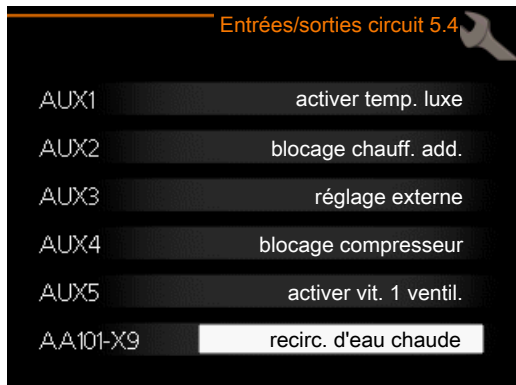 Entrées/sorties circuit 5.4
AUX1 activer temp. luxe
AUX2 blocage chauff. add.
AUX3 réglage externe
AUX4 blocage compresseur
AUX5 activer vit. 1 ventil.
AA101-X9 recirc. d'eau chaude